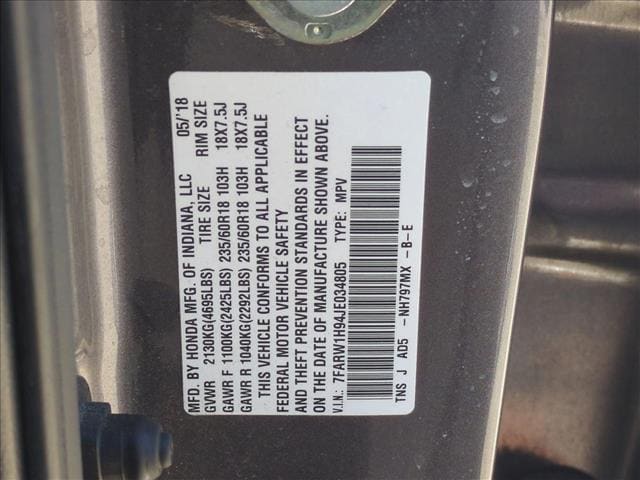 MFD. BY HONDA MFG. OF INDIANA, LLC 05/'18
GVWR 2130KG(4695LBS) TIRE SIZE RIM SIZE
GAWR F 1100KG(2425LBS) 235/60R18 103H 18X7.5J
GAWR R 1040KG(2292LBS) 235/60R18 103H 18X7.5J
THIS VEHICLE CONFORMS TO ALL APPLICABLE
FEDERAL MOTOR VEHICLE SAFETY
AND THEFT PREVENTION STANDARDS IN EFFECT
ON THE DATE OF MANUFACTURE SHOWN ABOVE.
V.I.N.: 7FARW1H94JE034805 TYPE: MPV
TNS J AD5 -NH797MX -B-E